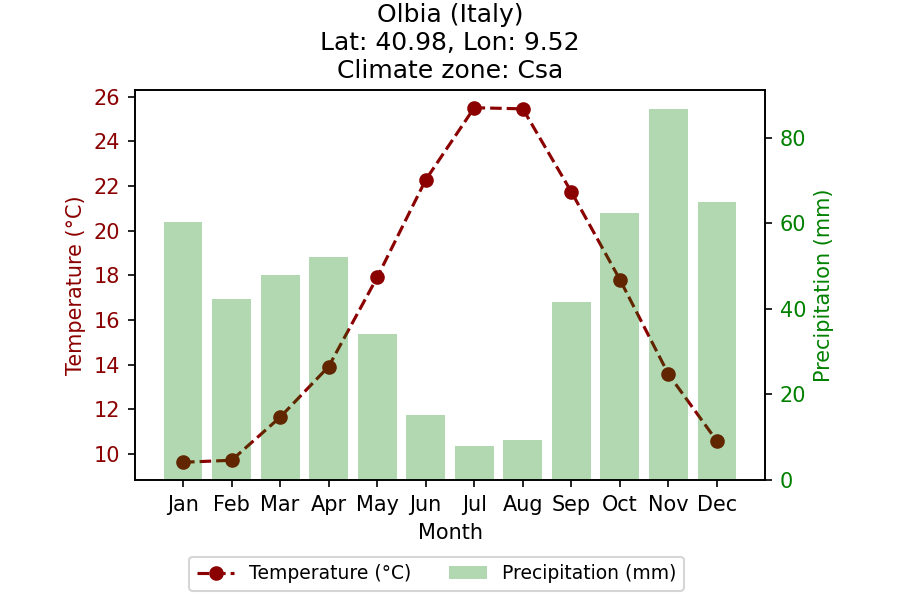 Olbia (Italy)
Lat: 40.98, Lon: 9.52
Climate zone: Csa
Temperature (°C)
26
24
22
20
18
16
14
12
10
80
60
40
20
0
Precipitation (mm)
Jan Feb Mar Apr May Jun Jul Aug Sep Oct Nov Dec
Month
Temperature (°C) Precipitation (mm)